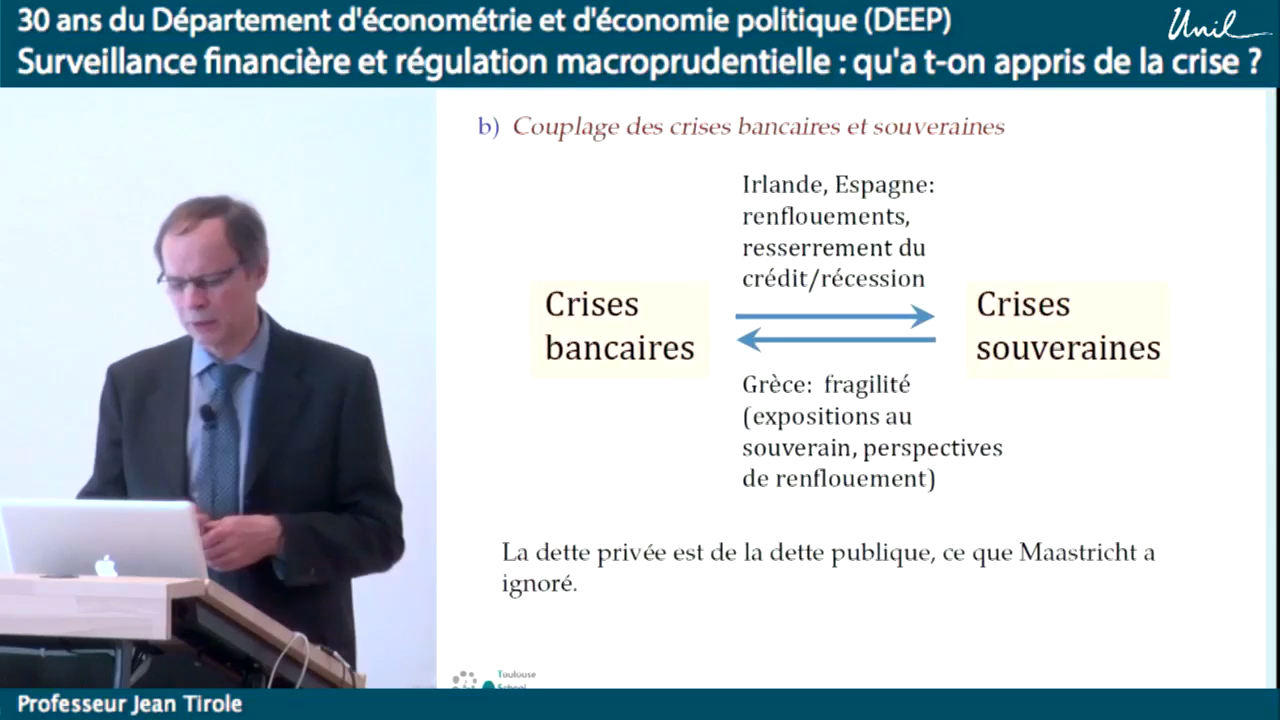 30 ans du Département d'économétrie et d'économie politique (DEEP)
Surveillance financière et régulation macroprudentielle : qu'a t-on appris de la crise ?
Unil
b) Couplage des crises bancaires et souveraines
Irlande, Espagne:
renflouements,
resserrement du
crédit/récession
Crises
bancaires
Crises
souveraines
Grèce: fragilité
(expositions au
souverain, perspectives
de renflouement)
La dette privée est de la dette publique, ce que Maastricht a
ignoré.
Toulouse
School
Professeur Jean Tirole